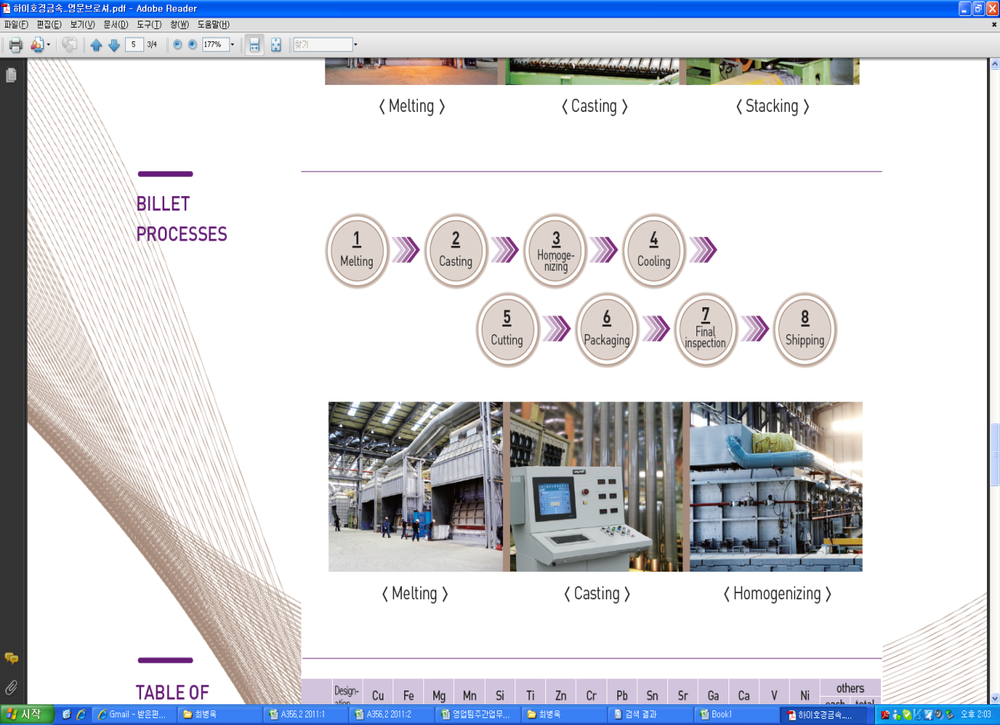 하이호경금속_영문브로셔.pdf - Adobe Reader
파일(F) 편집(E) 보기(V) 문서(D) 도구(T) 창(W) 도움말(H)
5 3/4 177% 찾기
〈 Melting 〉 〈 Casting 〉 〈 Stacking 〉
BILLET
PROCESSES
1 2 3 4
Melting Casting Homoge-
nizing Cooling
5 6 7 8
Cutting Packaging Final
inspection Shipping
〈 Melting 〉 〈 Casting 〉 〈 Homogenizing 〉
TABLE OF
Design-
ation Cu Fe Mg Mn Si Ti Zn Cr Pb Sn Sr Ga Ca V Ni others
each total
시작 Gmail - 받은편... 최병욱 A356,2 2011:1 A356,2 2011:2 영업팀주간업무... 최병욱 검색 결과 Book1 하이호경금속_... 오후 2:03